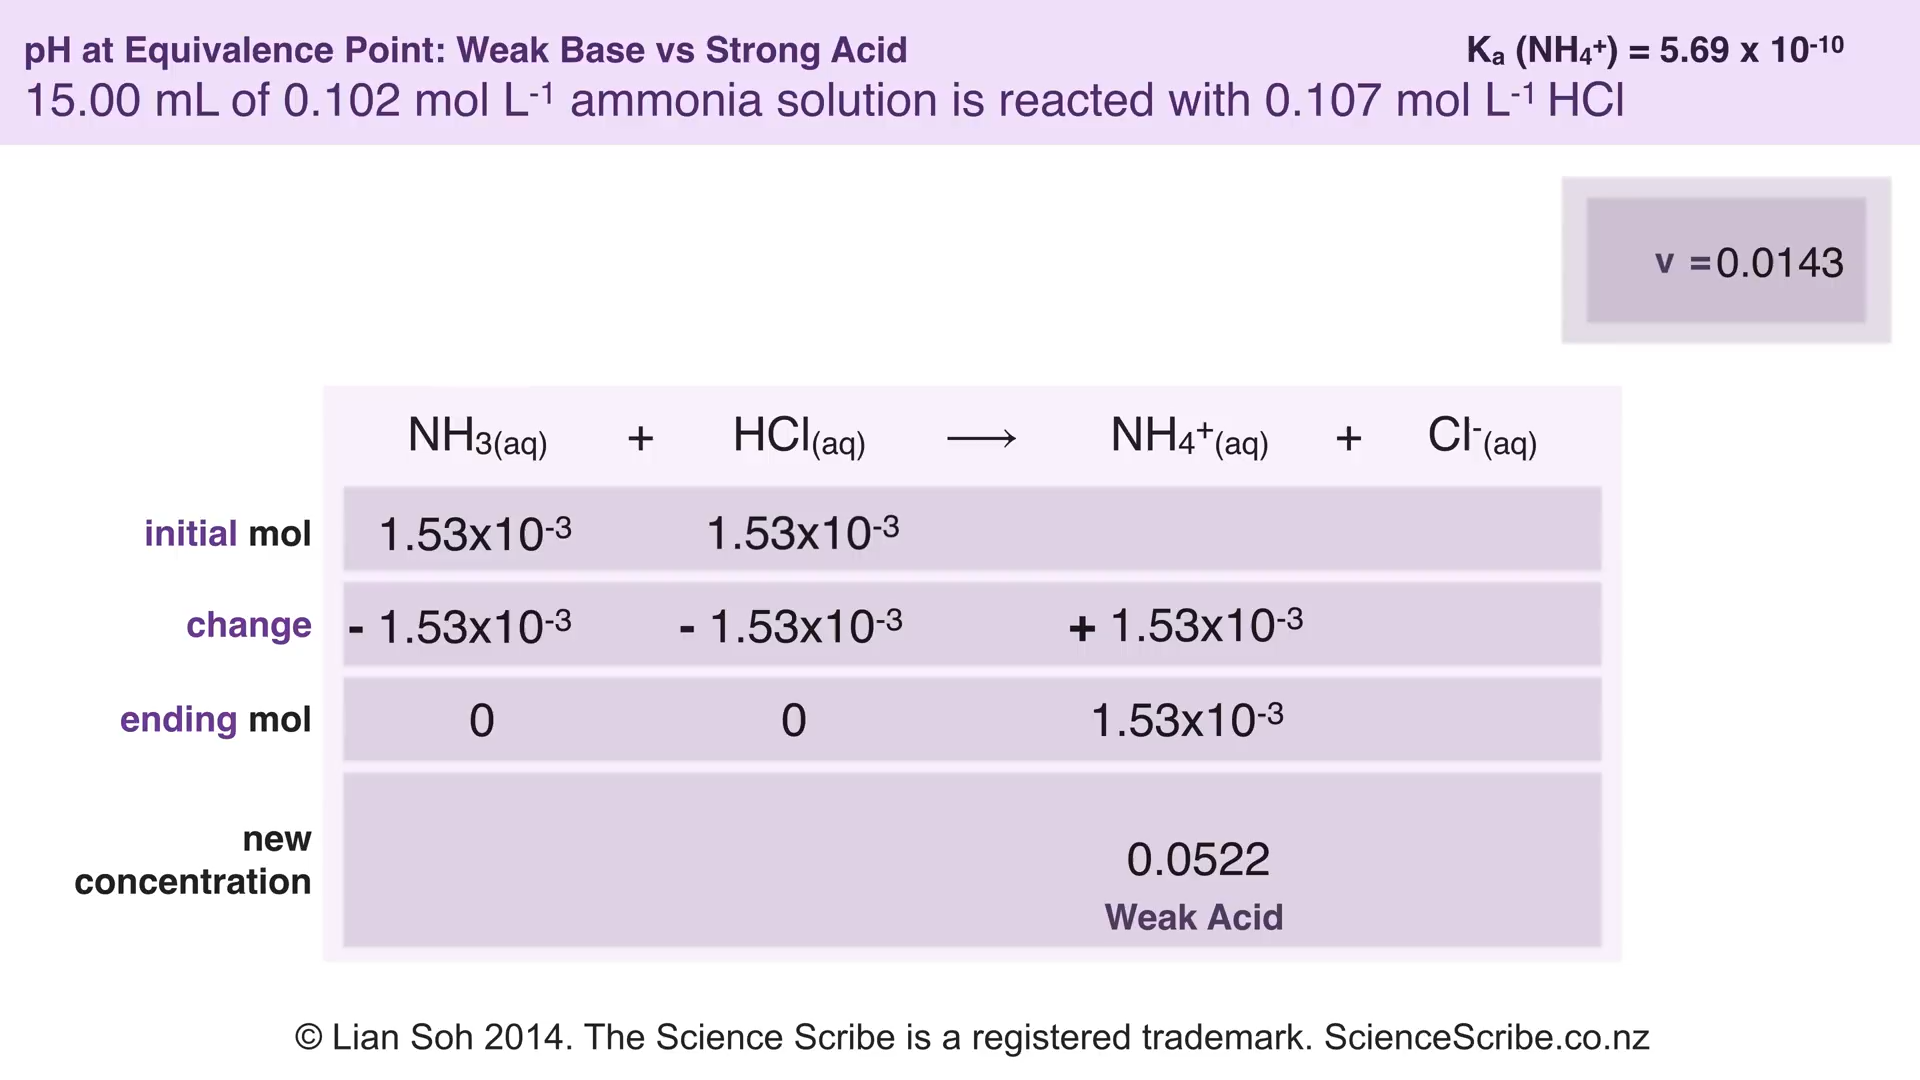 pH at Equivalence Point: Weak Base vs Strong Acid
Kₐ (NH₄⁺) = 5.69 x 10⁻¹⁰
15.00 mL of 0.102 mol L⁻¹ ammonia solution is reacted with 0.107 mol L⁻¹ HCl
v = 0.0143
NH₃(aq) + HCl(aq) ⟶ NH₄⁺(aq) + Cl⁻(aq)
initial mol 1.53x10⁻³ 1.53x10⁻³
change - 1.53x10⁻³ - 1.53x10⁻³ + 1.53x10⁻³
ending mol 0 0 1.53x10⁻³
new
concentration
0.0522
Weak Acid
© Lian Soh 2014. The Science Scribe is a registered trademark. ScienceScribe.co.nz